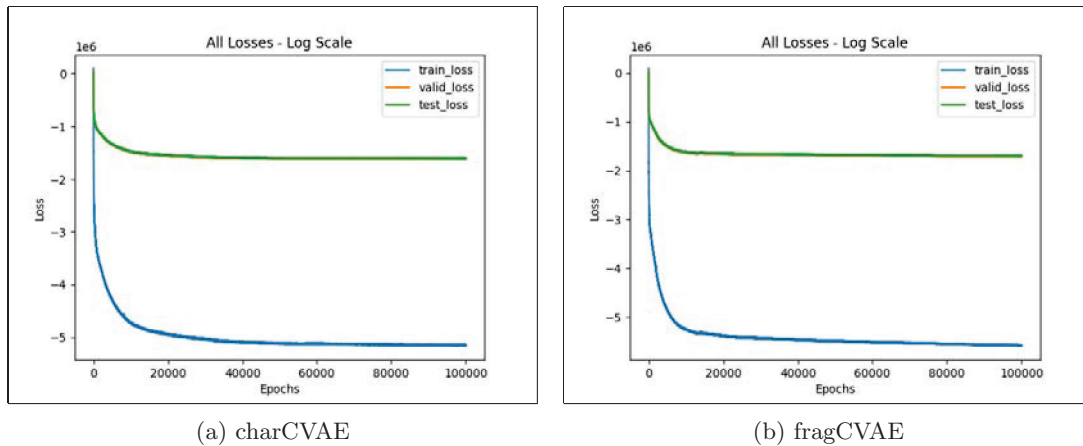 All Losses - Log Scale
1e6
train_loss
valid_loss
test_loss
0
−1
−2
−3
−4
−5
Loss
0
20000
40000
60000
80000
100000
Epochs
(a) charCVAE
All Losses - Log Scale
1e6
train_loss
valid_loss
test_loss
0
−1
−2
−3
−4
−5
Loss
0
20000
40000
60000
80000
100000
Epochs
(b) fragCVAE